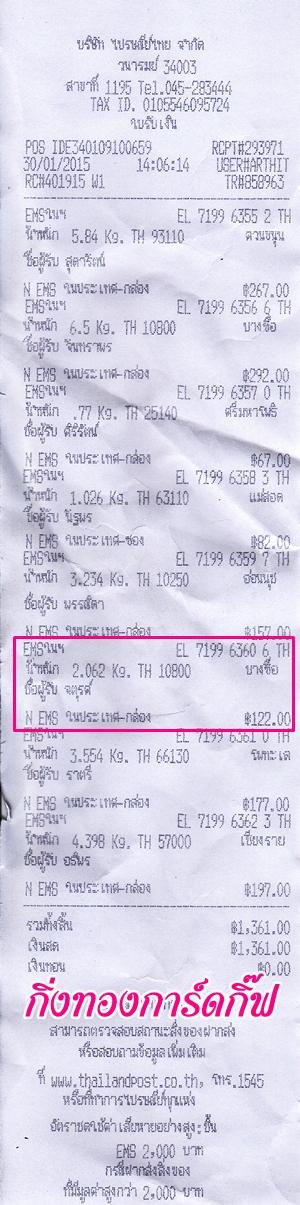 บริษัท ไปรษณีย์ไทย จำกัด
วนารมย์ 34003
สาขาที่ 1195 Tel.045-283444
TAX ID. 0105546095724
ใบรับเงิน
POS IDE340109100659 RCPT#293971
30/01/2015 14:06:14 USER#ARTHIT
RC#401915 W1 TR#858963
EMSในฯ EL 7199 6355 2 TH
น้ำหนัก 5.84 Kg. TH 93110 ควนขนุน
ชื่อผู้รับ สุดารัตน์
N EMS ในประเทศ-กล่อง ฿267.00
EMSในฯ EL 7199 6356 6 TH
น้ำหนัก 6.5 Kg. TH 10800 บางซื่อ
ชื่อผู้รับ จันทราพร
N EMS ในประเทศ-กล่อง ฿292.00
EMSในฯ EL 7199 6357 0 TH
น้ำหนัก .77 Kg. TH 25140 ศรีมหาโพธิ
ชื่อผู้รับ ศิริรัตน์
N EMS ในประเทศ-กล่อง ฿67.00
EMSในฯ EL 7199 6358 3 TH
น้ำหนัก 1.026 Kg. TH 63110 แม่สอด
ชื่อผู้รับ นัฐพร
N EMS ในประเทศ-ซอง ฿82.00
EMSในฯ EL 7199 6359 7 TH
น้ำหนัก 3.234 Kg. TH 10250 อ่อนนุช
ชื่อผู้รับ พรรสิตา
N EMS ในประเทศ-กล่อง ฿157.00
EMSในฯ EL 7199 6360 6 TH
น้ำหนัก 2.062 Kg. TH 10800 บางซื่อ
ชื่อผู้รับ จตุรต์
N EMS ในประเทศ-กล่อง ฿122.00
EMSในฯ EL 7199 6361 0 TH
น้ำหนัก 3.554 Kg. TH 66130 ทับทะเล
ชื่อผู้รับ ราตรี
N EMS ในประเทศ-กล่อง ฿177.00
EMSในฯ EL 7199 6362 3 TH
น้ำหนัก 4.398 Kg. TH 57000 เชียงราย
ชื่อผู้รับ อธิพร
N EMS ในประเทศ-กล่อง ฿197.00
รวมทั้งสิ้น ฿1,361.00
เงินสด ฿1,361.00
เงินทอน ฿0.00
กิ่งทองการ์ดกิ๊ฟ
สามารถตรวจสอบสถานะสิ่งของฝากส่ง
หรือสอบถามข้อมูลเพิ่มเติม
ที่ www.thailandpost.co.th, โทร.1545
หรือที่ทำการไปรษณีย์ทุกแห่ง
อัตราชดใช้ค่าเสียหายอย่างสูง:ชิ้น
EMS 2,000 บาท
กรณีฝากส่งสิ่งของ
ที่มีมูลค่าสูงกว่า 2,000 บาท